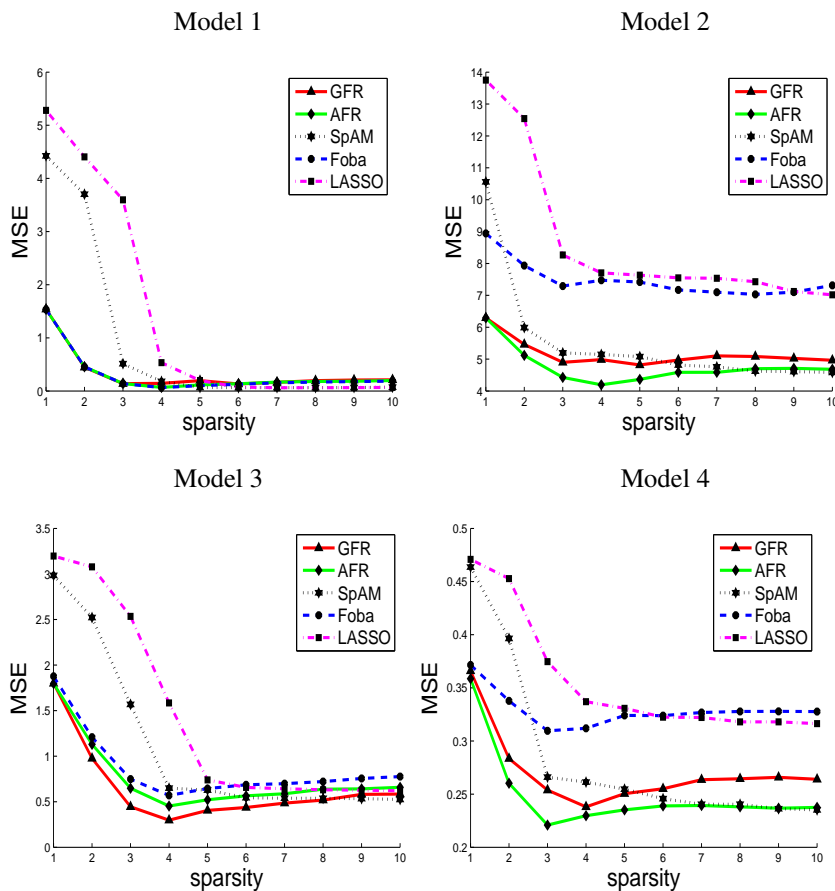 Model 1
6
5
4
3
2
1
0
MSE
1 2 3 4 5 6 7 8 9 10
sparsity
GFR
AFR
SpAM
Foba
LASSO
Model 2
14
13
12
11
10
9
8
7
6
5
4
MSE
1 2 3 4 5 6 7 8 9 10
sparsity
GFR
AFR
SpAM
Foba
LASSO
Model 3
3.5
3
2.5
2
1.5
1
0.5
0
MSE
1 2 3 4 5 6 7 8 9 10
sparsity
GFR
AFR
SpAM
Foba
LASSO
Model 4
0.5
0.45
0.4
0.35
0.3
0.25
0.2
MSE
1 2 3 4 5 6 7 8 9 10
sparsity
GFR
AFR
SpAM
Foba
LASSO